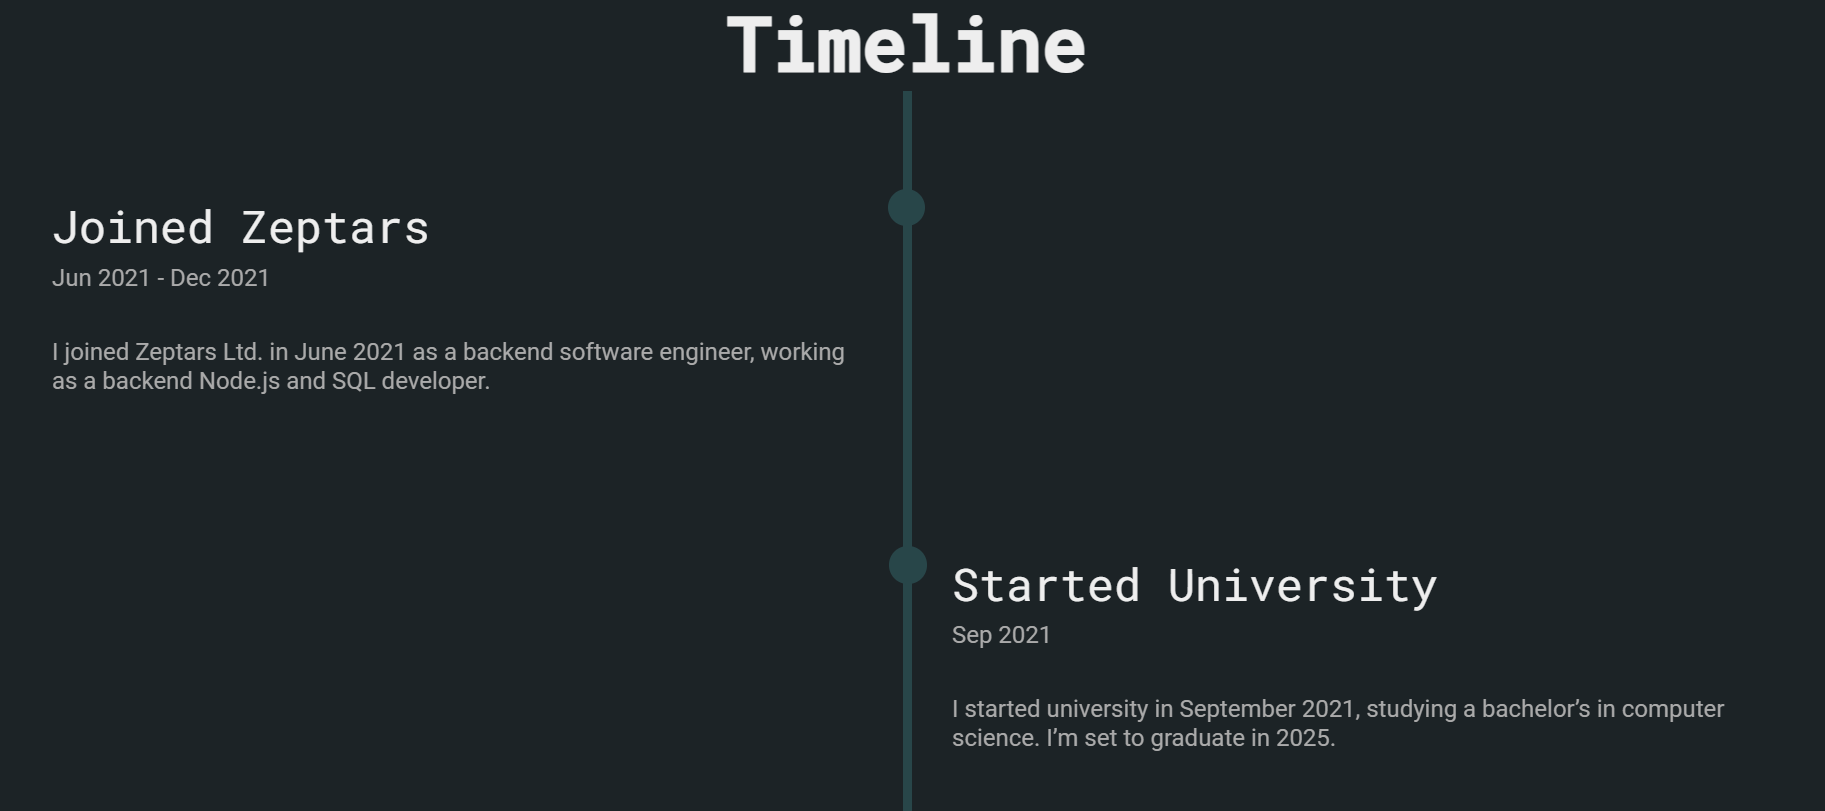 Timeline
Joined Zeptars
Jun 2021 - Dec 2021
I joined Zeptars Ltd. in June 2021 as a backend software engineer, working
as a backend Node.js and SQL developer.
Started University
Sep 2021
I started university in September 2021, studying a bachelor’s in computer
science. I’m set to graduate in 2025.